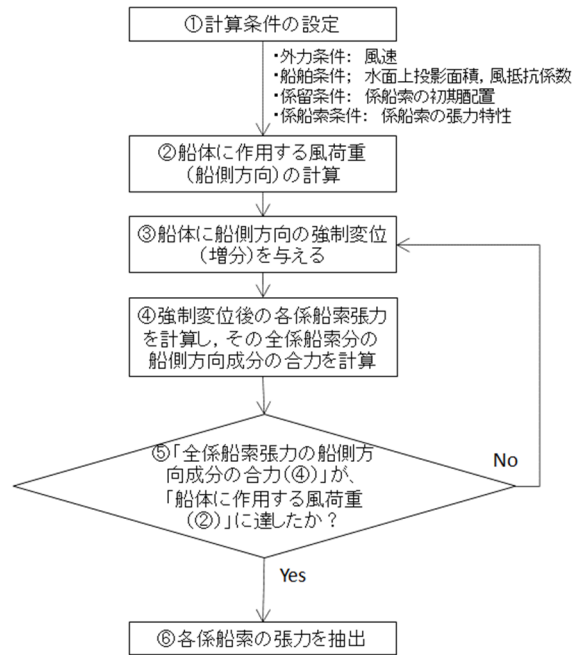 ①計算条件の設定
・外力条件： 風速
・船舶条件； 水面上投影面積，風抵抗係数
・係留条件： 係船索の初期配置
・係船索条件： 係船索の張力特性
②船体に作用する風荷重
（船側方向）の計算
③船体に船側方向の強制変位
（増分）を与える
④強制変位後の各係船索張力
を計算し，その全係船索分の
船側方向成分の合力を計算
⑤「全係船索張力の船側方
向成分の合力（④）」が、
「船体に作用する風荷重
（②）」に達したか？
No
Yes
⑥各係船索の張力を抽出